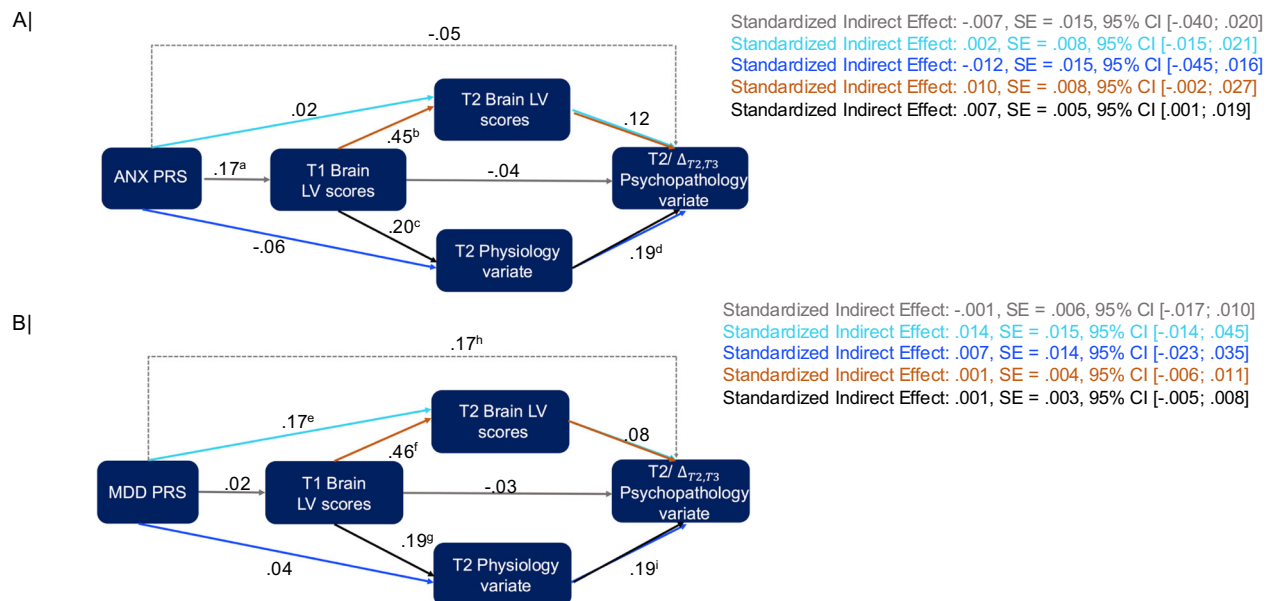 A|
Standardized Indirect Effect: -.007, SE = .015, 95% CI [-.040; .020]
Standardized Indirect Effect: .002, SE = .008, 95% CI [-.015; .021]
Standardized Indirect Effect: -.012, SE = .015, 95% CI [-.045; .016]
Standardized Indirect Effect: .010, SE = .008, 95% CI [-.002; .027]
Standardized Indirect Effect: .007, SE = .005, 95% CI [.001; .019]
-.05
.02
T2 Brain LV
scores
.12
.45ᵇ
ANX PRS
.17ᵃ
T1 Brain
LV scores
-.04
T2/ Δ_{T2,T3}
Psychopathology
variate
.20ᶜ
-.06
T2 Physiology
variate
.19ᵈ
B|
Standardized Indirect Effect: -.001, SE = .006, 95% CI [-.017; .010]
Standardized Indirect Effect: .014, SE = .015, 95% CI [-.014; .045]
Standardized Indirect Effect: .007, SE = .014, 95% CI [-.023; .035]
Standardized Indirect Effect: .001, SE = .004, 95% CI [-.006; .011]
Standardized Indirect Effect: .001, SE = .003, 95% CI [-.005; .008]
.17ʰ
.17ᵉ
T2 Brain LV
scores
.08
.46ᶠ
MDD PRS
.02
T1 Brain
LV scores
-.03
T2/ Δ_{T2,T3}
Psychopathology
variate
.19ᵍ
.04
T2 Physiology
variate
.19ⁱ